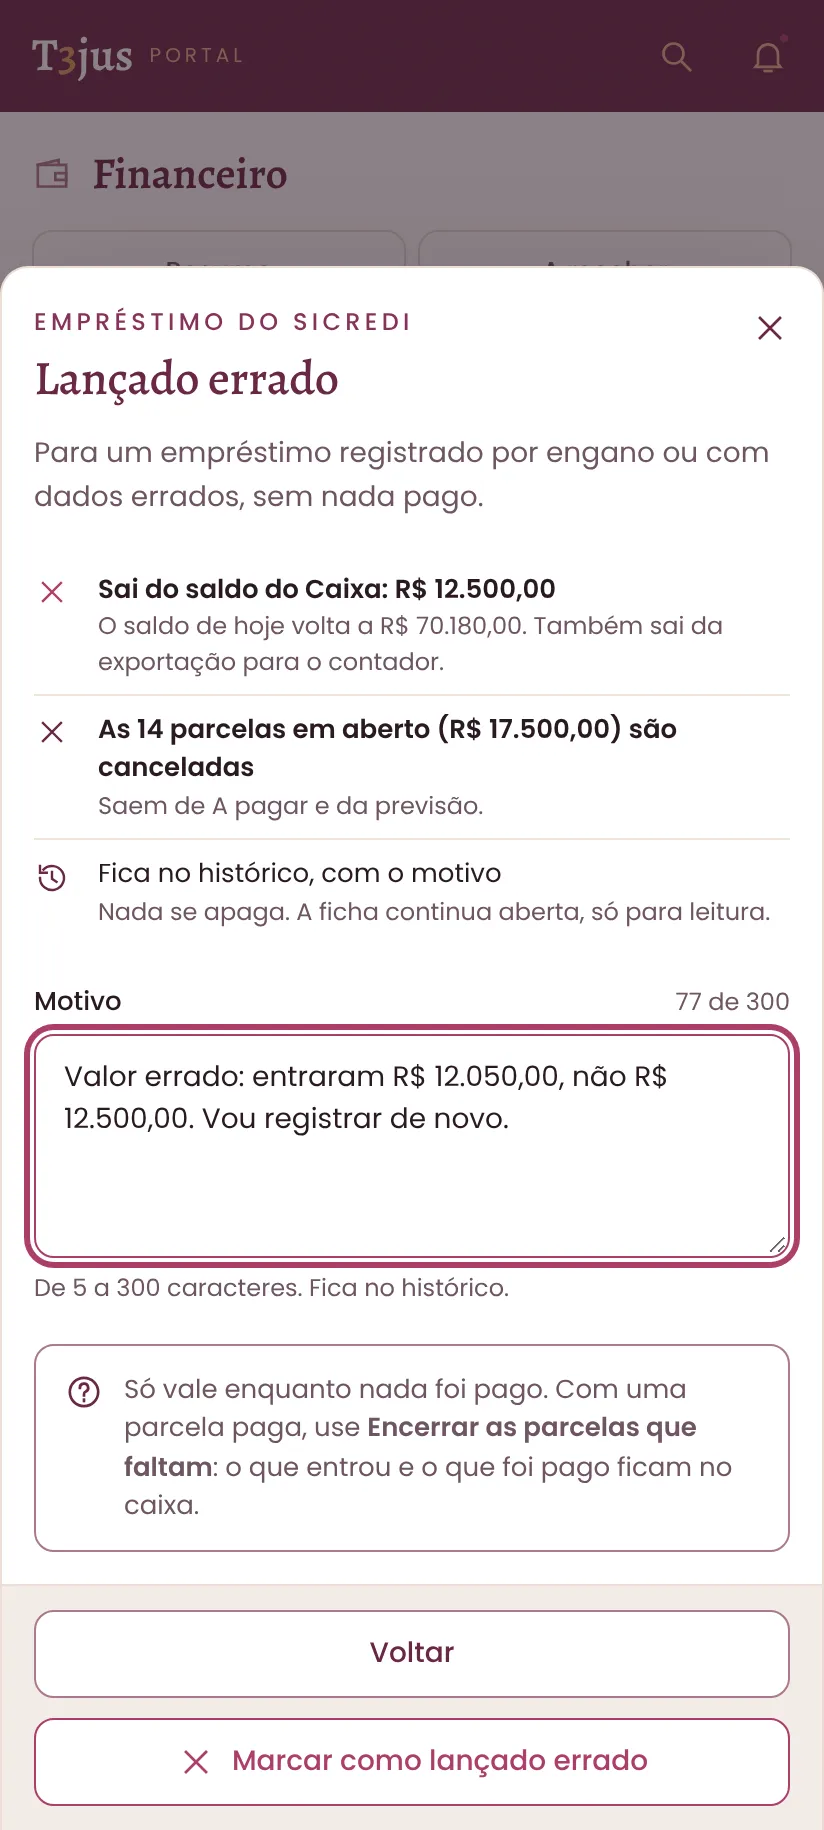 T3jus PORTAL
Financeiro
EMPRÉSTIMO DO SICREDI
Lançado errado
Para um empréstimo registrado por engano ou com
dados errados, sem nada pago.
Sai do saldo do Caixa: R$ 12.500,00
O saldo de hoje volta a R$ 70.180,00. Também sai da
exportação para o contador.
As 14 parcelas em aberto (R$ 17.500,00) são
canceladas
Saem de A pagar e da previsão.
Fica no histórico, com o motivo
Nada se apaga. A ficha continua aberta, só para leitura.
Motivo
77 de 300
Valor errado: entraram R$ 12.050,00, não R$
12.500,00. Vou registrar de novo.
De 5 a 300 caracteres. Fica no histórico.
Só vale enquanto nada foi pago. Com uma
parcela paga, use Encerrar as parcelas que
faltam: o que entrou e o que foi pago ficam no
caixa.
Voltar
Marcar como lançado errado